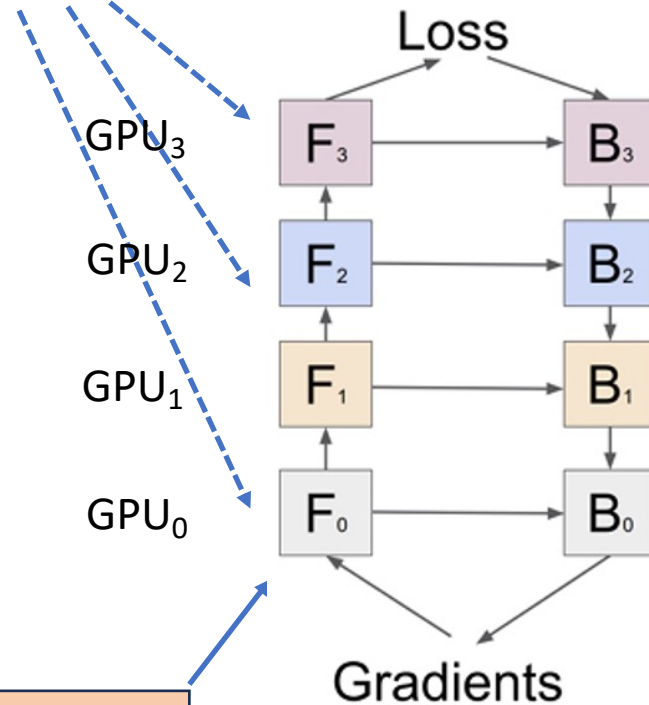 Loss
GPU₃ F₃ B₃
GPU₂ F₂ B₂
GPU₁ F₁ B₁
GPU₀ F₀ B₀
Gradients